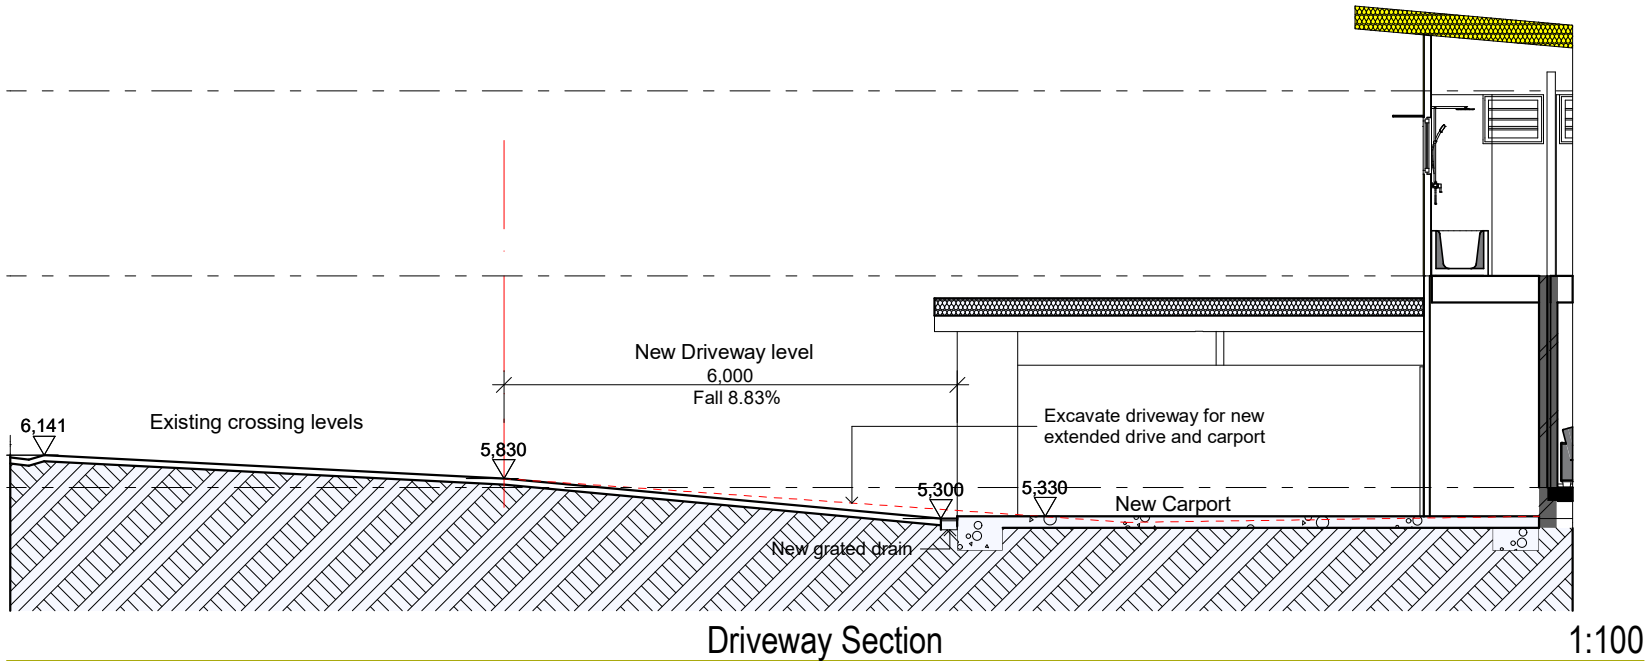 New Driveway level
6,000
Fall 8.83%
Excavate driveway for new
extended drive and carport
6,141
Existing crossing levels
5,830
5,300
5,330
New Carport
New grated drain
Driveway Section
1:100